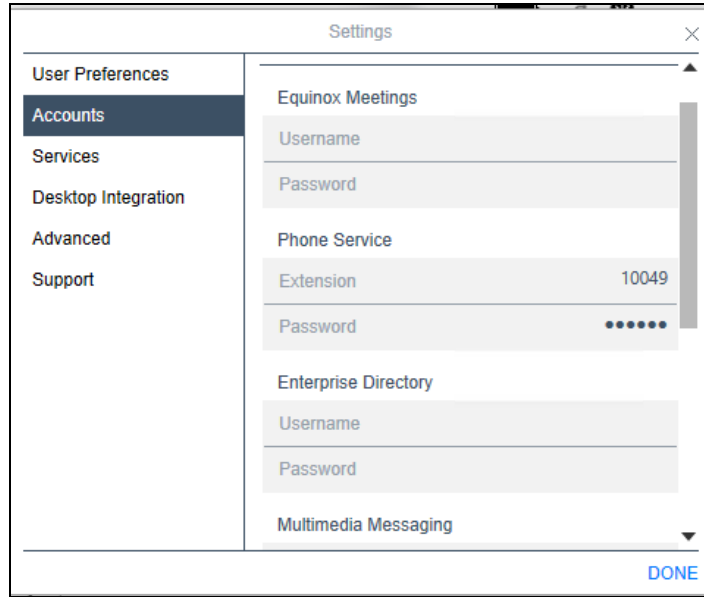 Settings
User Preferences
Accounts
Services
Desktop Integration
Advanced
Support
Equinox Meetings
Username
Password
Phone Service
Extension 10049
Password ●●●●●●
Enterprise Directory
Username
Password
Multimedia Messaging
DONE